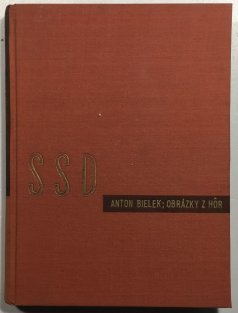 SSD
ANTON BIELEK; OBRÁZKY Z HÔR